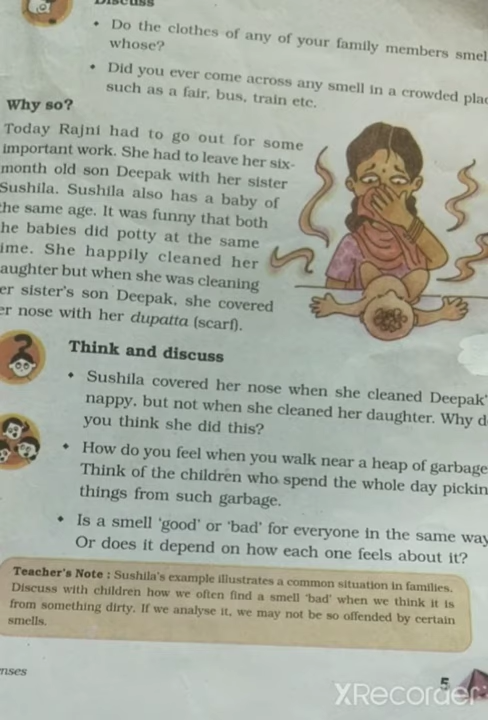 Discuss
• Do the clothes of any of your family members smel
whose?
• Did you ever come across any smell in a crowded plac
such as a fair, bus, train etc.
Why so?
Today Rajni had to go out for some
important work. She had to leave her six-
month old son Deepak with her sister
Sushila. Sushila also has a baby of
he same age. It was funny that both
he babies did potty at the same
ime. She happily cleaned her
aughter but when she was cleaning
er sister's son Deepak, she covered
er nose with her dupatta (scarf).
Think and discuss
• Sushila covered her nose when she cleaned Deepak'
nappy, but not when she cleaned her daughter. Why d
you think she did this?
• How do you feel when you walk near a heap of garbage
Think of the children who spend the whole day pickin
things from such garbage.
• Is a smell 'good' or 'bad' for everyone in the same way
Or does it depend on how each one feels about it?
Teacher's Note : Sushila's example illustrates a common situation in families.
Discuss with children how we often find a smell 'bad' when we think it is
from something dirty. If we analyse it, we may not be so offended by certain
smells.
nses
5
XRecorder